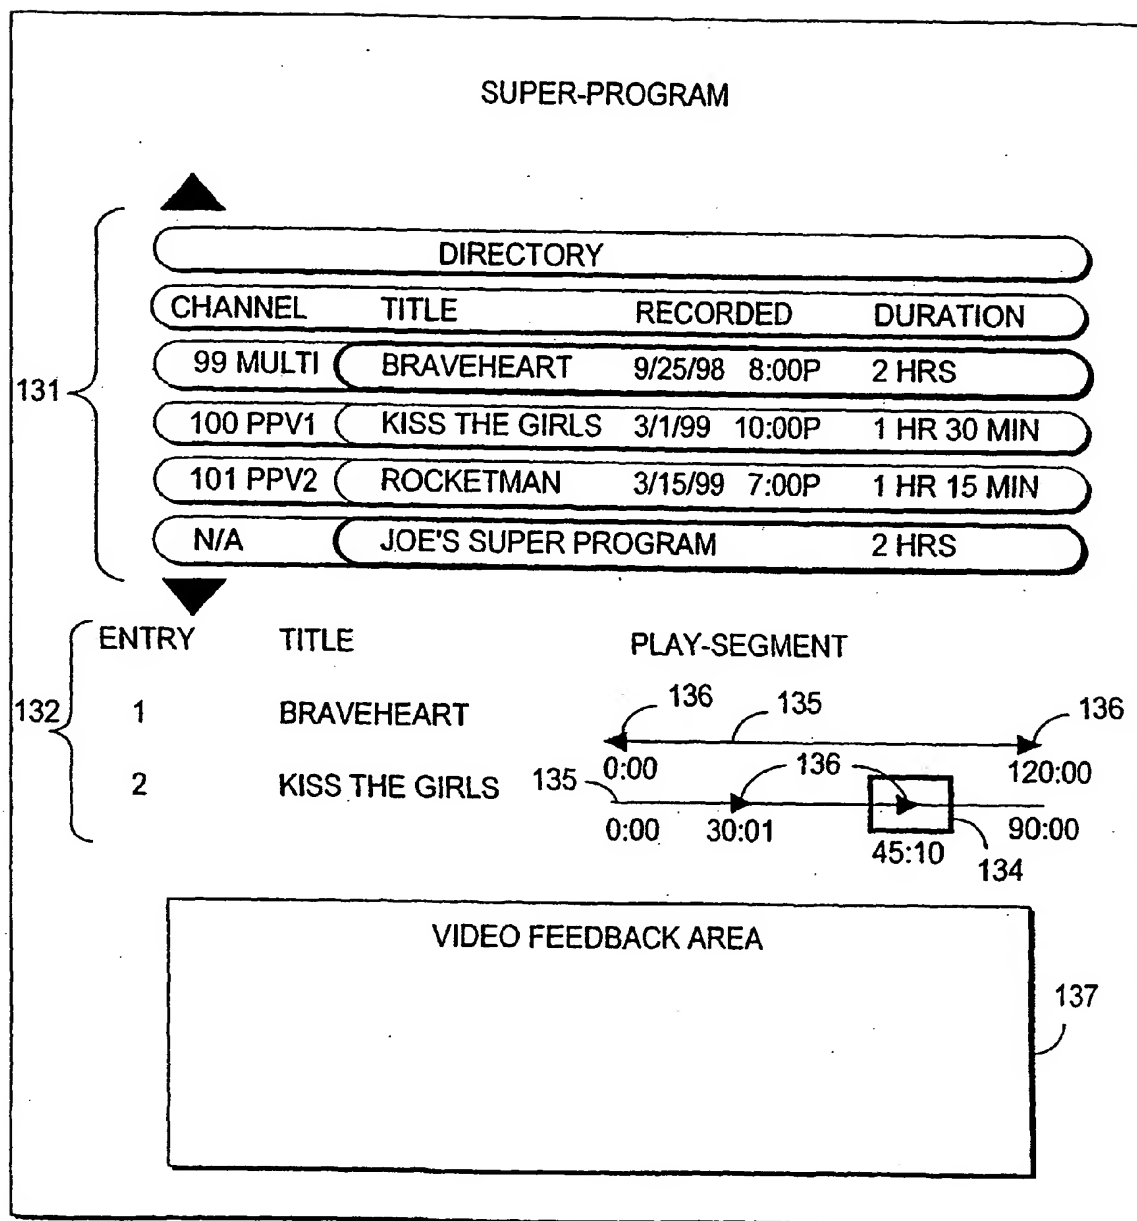 SUPER-PROGRAM
DIRECTORY
CHANNEL TITLE RECORDED DURATION
99 MULTI BRAVEHEART 9/25/98 8:00P 2 HRS
131
100 PPV1 KISS THE GIRLS 3/1/99 10:00P 1 HR 30 MIN
101 PPV2 ROCKETMAN 3/15/99 7:00P 1 HR 15 MIN
N/A JOE'S SUPER PROGRAM 2 HRS
ENTRY TITLE PLAY-SEGMENT
132 1 BRAVEHEART 136 135 136
0:00 120:00
2 KISS THE GIRLS 135 136
0:00 30:01 45:10 90:00
134
VIDEO FEEDBACK AREA
137